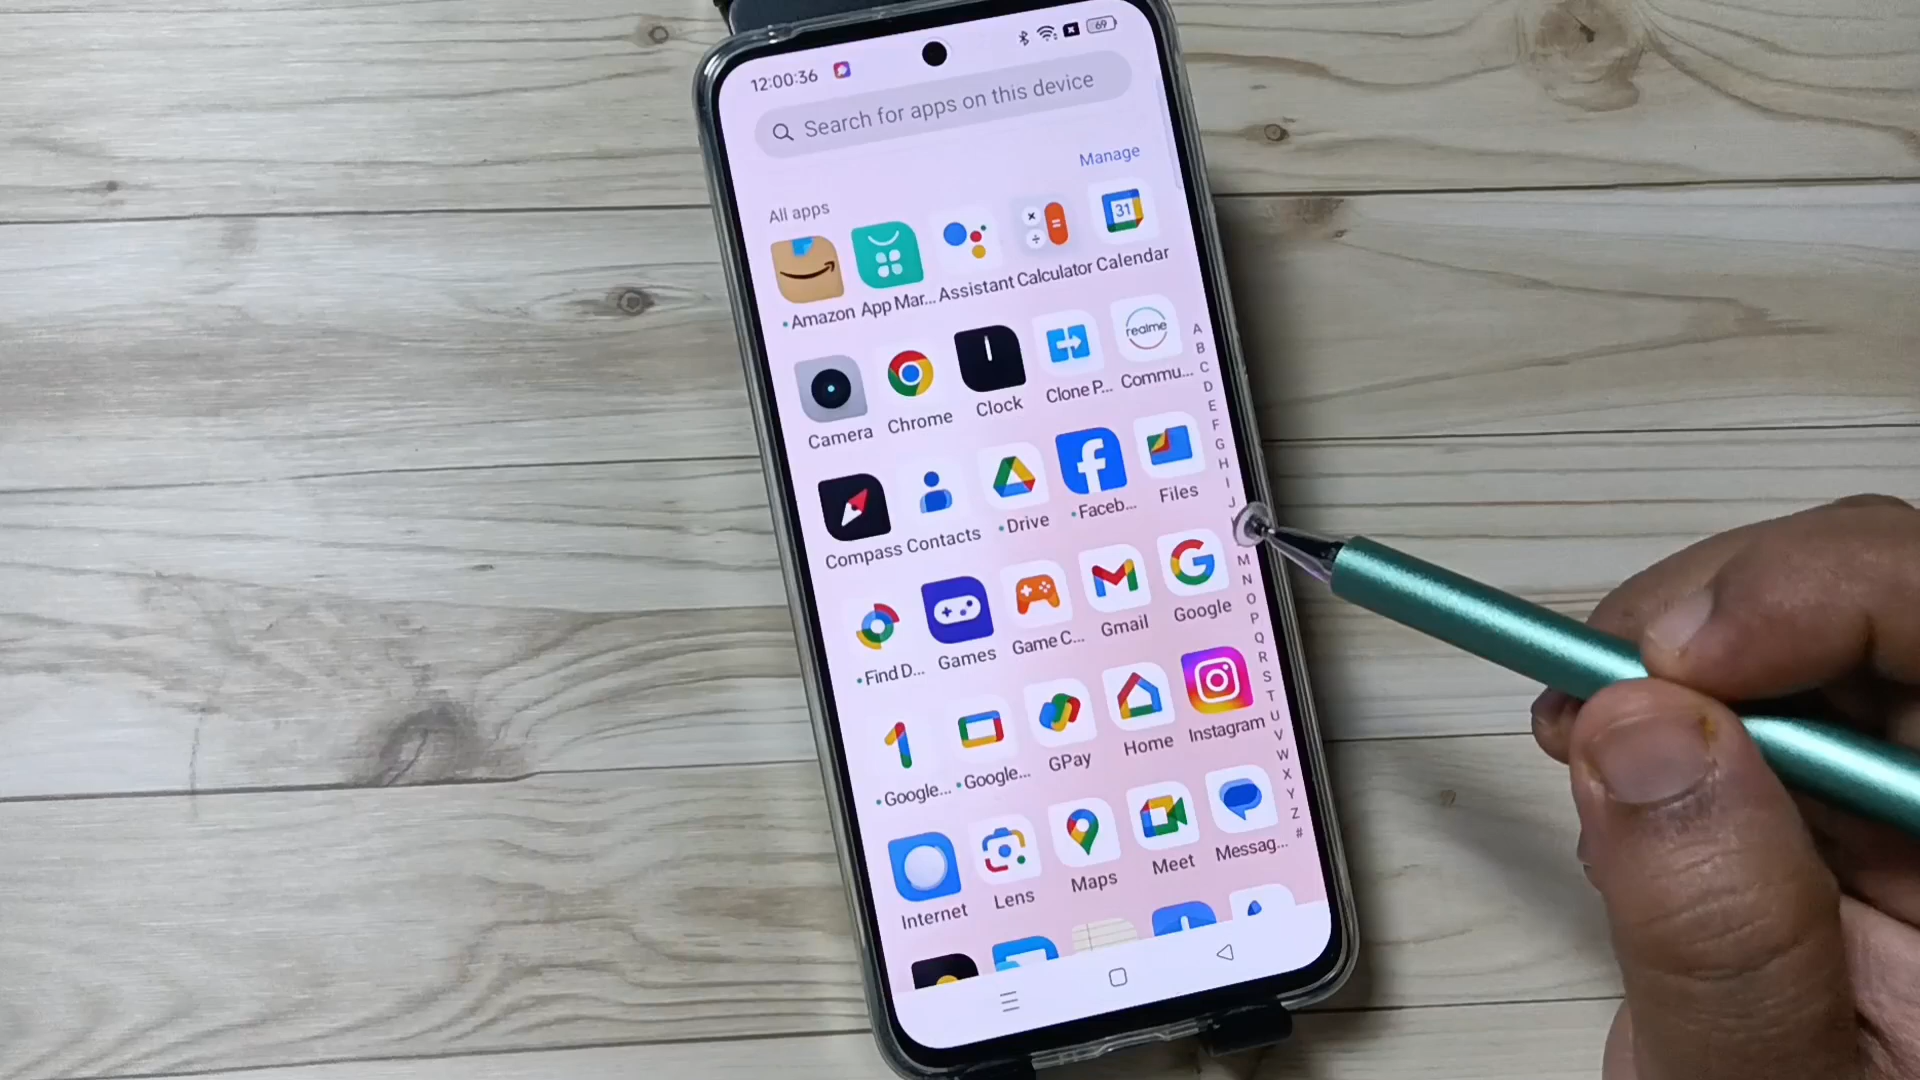 12:00:36
69
Search for apps on this device
Manage
All apps
31
Amazon App Mar... Assistant Calculator Calendar
realme
Camera Chrome Clock Clone P... Commu...
Compass Contacts Drive Faceb... Files
Find D... Games Game C... Gmail Google
Google... Google... GPay Home Instagram
Internet Lens Maps Meet Messag...
A
B
C
D
E
F
G
H
I
J
M
N
O
P
Q
R
S
T
U
V
W
X
Y
Z
#